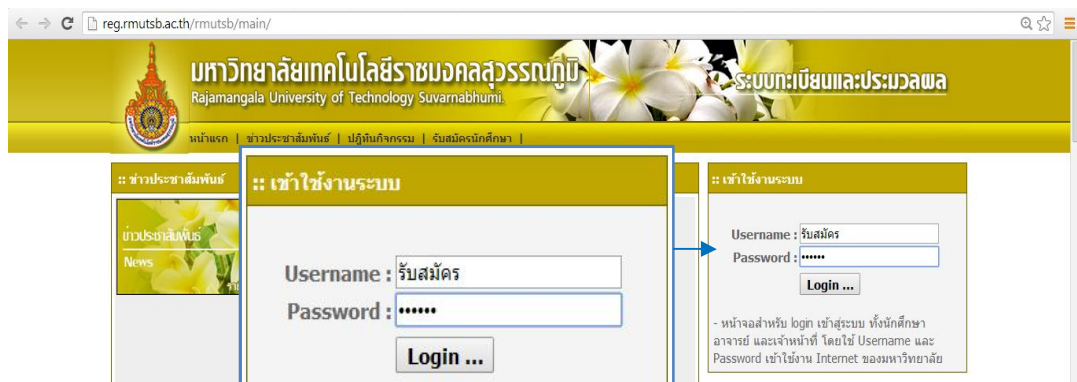 reg.rmutsb.ac.th/rmutsb/main/
มหาวิทยาลัยเทคโนโลยีราชมงคลสุวรรณภูมิ
Rajamangala University of Technology Suvarnabhumi.
ระบบทะเบียนและประมวลผล
หน้าแรก | ข่าวประชาสัมพันธ์ | ปฏิทินกิจกรรม | รับสมัครนักศึกษา |
:: ข่าวประชาสัมพันธ์
ข่าวประชาสัมพันธ์
News
:: เข้าใช้งานระบบ
Username : รับสมัคร
Password : ••••••
Login ...
:: เข้าใช้งานระบบ
Username : รับสมัคร
Password : ••••••
Login ...
- หน้าจอสำหรับ login เข้าสู่ระบบ ทั้งนักศึกษา
อาจารย์ และเจ้าหน้าที่ โดยใช้ Username และ
Password เข้าใช้งาน Internet ของมหาวิทยาลัย